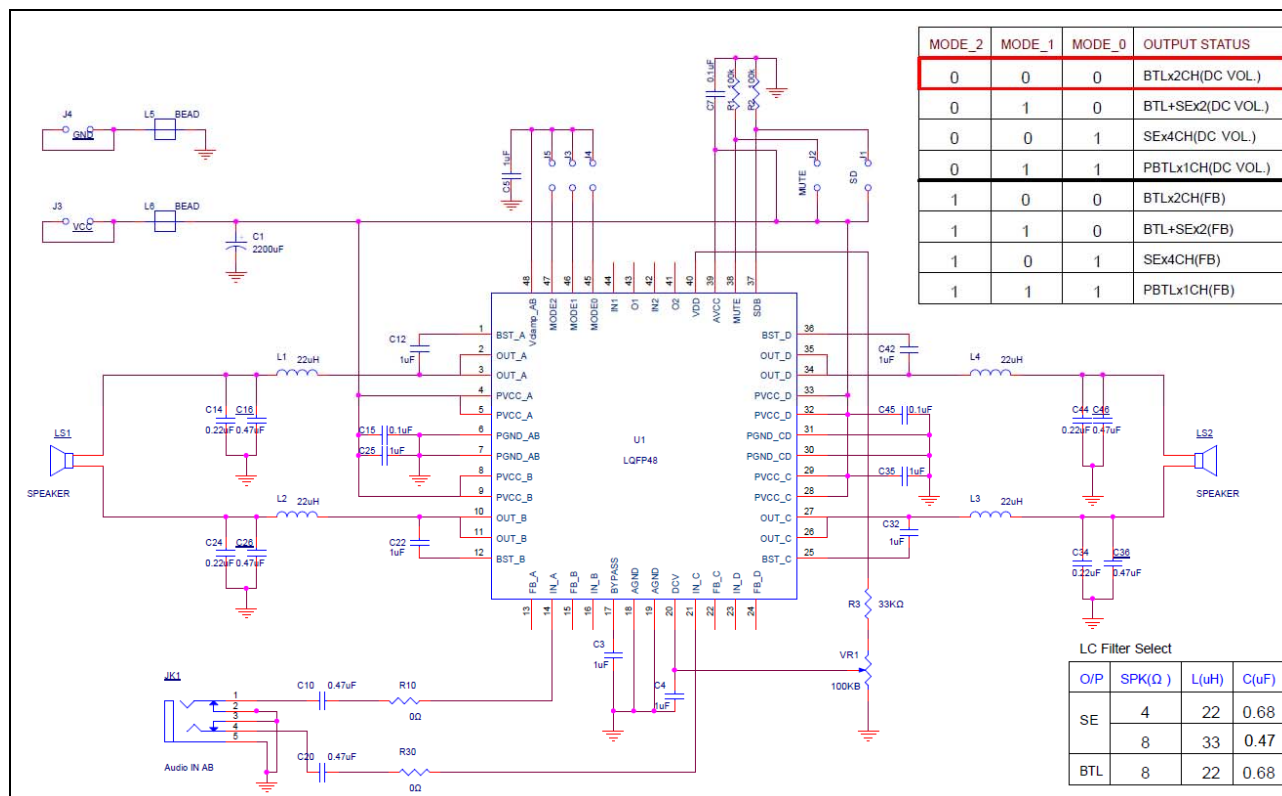 MODE_2 MODE_1 MODE_0 OUTPUT STATUS
0 0 0 BTLx2CH(DC VOL.)
0 1 0 BTL+SEx2(DC VOL.)
0 0 1 SEx4CH(DC VOL.)
0 1 1 PBTLx1CH(DC VOL.)
1 0 0 BTLx2CH(FB)
1 1 0 BTL+SEx2(FB)
1 0 1 SEx4CH(FB)
1 1 1 PBTLx1CH(FB)
J4 GND L5 BEAD
J3 VCC L6 BEAD
C1
2200uF
C5 1uF
J5 J3 J4
C7 0.1uF
R1 100k
R2 100k
MUTE J2
SD J1
48 47 46 45 44 43 42 41 40 39 38 37
Vclamp_AB MODE2 MODE1 MODE0 IN1 O1 IN2 O2 VDD AVCC MUTE SDB
1 BST_A
2 OUT_A
3 OUT_A
4 PVCC_A
5 PVCC_A
6 PGND_AB
7 PGND_AB
8 PVCC_B
9 PVCC_B
10 OUT_B
11 OUT_B
12 BST_B
U1
LQFP48
BST_D 36
OUT_D 35
OUT_D 34
PVCC_D 33
PVCC_D 32
PGND_CD 31
PGND_CD 30
PVCC_C 29
PVCC_C 28
OUT_C 27
OUT_C 26
BST_C 25
FB_A IN_A FB_B IN_B BYPASS AGND AGND DCV IN_C FB_C IN_D FB_D
13 14 15 16 17 18 19 20 21 22 23 24
C12
1uF
L1 22uH
C14
0.22uF
C16
0.47uF
C15 0.1uF
C25 1uF
LS1
SPEAKER
L2 22uH
C24
0.22uF
C26
0.47uF
C22
1uF
C42
1uF
L4 22uH
C45 0.1uF
C44
0.22uF
C46
0.47uF
C35 1uF
LS2
SPEAKER
C32
1uF
L3 22uH
C34
0.22uF
C36
0.47uF
R3 33KΩ
VR1
100KB
C3
1uF
C4
1uF
JK1
1
2
3
4
5
Audio IN AB
C10 0.47uF R10
0Ω
C20 0.47uF R30
0Ω
LC Filter Select
O/P SPK(Ω ) L(uH) C(uF)
SE 4 22 0.68
8 33 0.47
BTL 8 22 0.68